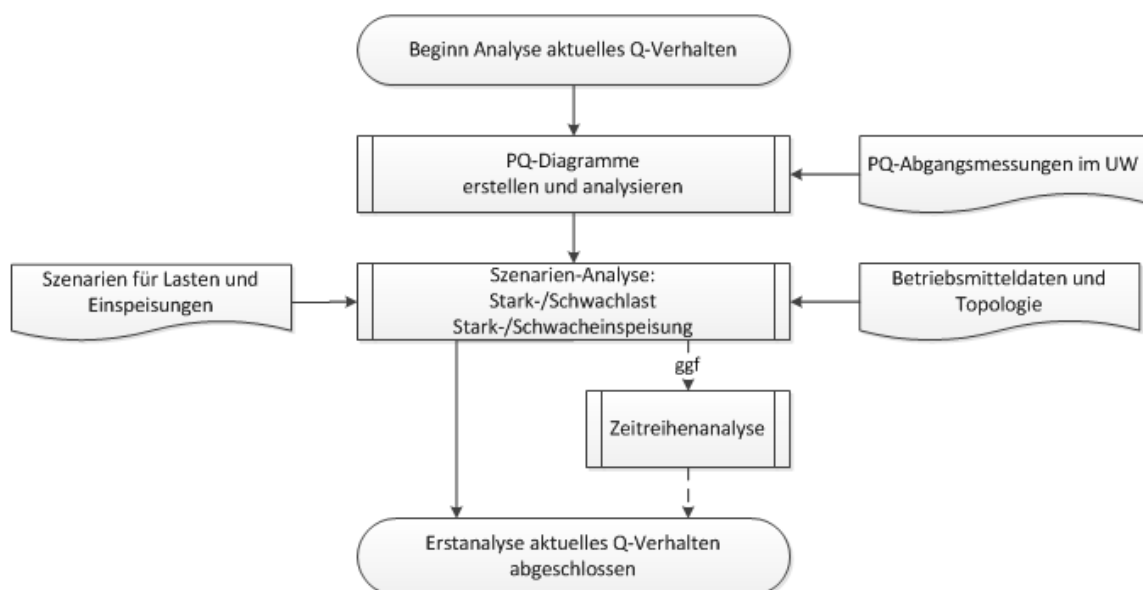 Beginn Analyse aktuelles Q-Verhalten
PQ-Diagramme
erstellen und analysieren
PQ-Abgangsmessungen im UW
Szenarien für Lasten und
Einspeisungen
Szenarien-Analyse:
Stark-/Schwachlast
Stark-/Schwacheinspeisung
Betriebsmitteldaten und
Topologie
ggf
Zeitreihenanalyse
Erstanalyse aktuelles Q-Verhalten
abgeschlossen